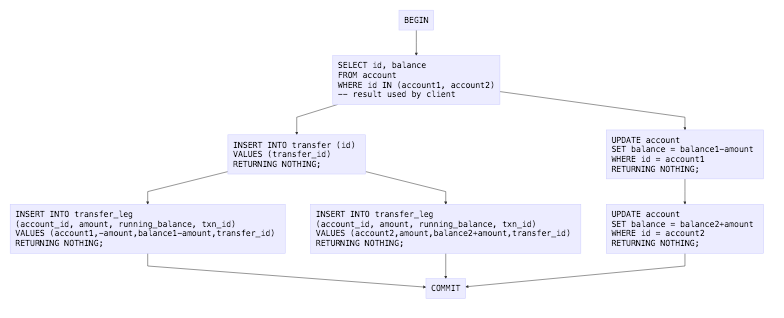 BEGIN
SELECT id, balance
FROM account
WHERE id IN (account1, account2)
-- result used by client
INSERT INTO transfer (id)
VALUES (transfer_id)
RETURNING NOTHING;
UPDATE account
SET balance = balance1-amount
WHERE id = account1
RETURNING NOTHING;
INSERT INTO transfer_leg
(account_id, amount, running_balance, txn_id)
VALUES (account1,-amount,balance1-amount,transfer_id)
RETURNING NOTHING;
INSERT INTO transfer_leg
(account_id, amount, running_balance, txn_id)
VALUES (account2,amount,balance2+amount,transfer_id)
RETURNING NOTHING;
UPDATE account
SET balance = balance2+amount
WHERE id = account2
RETURNING NOTHING;
COMMIT